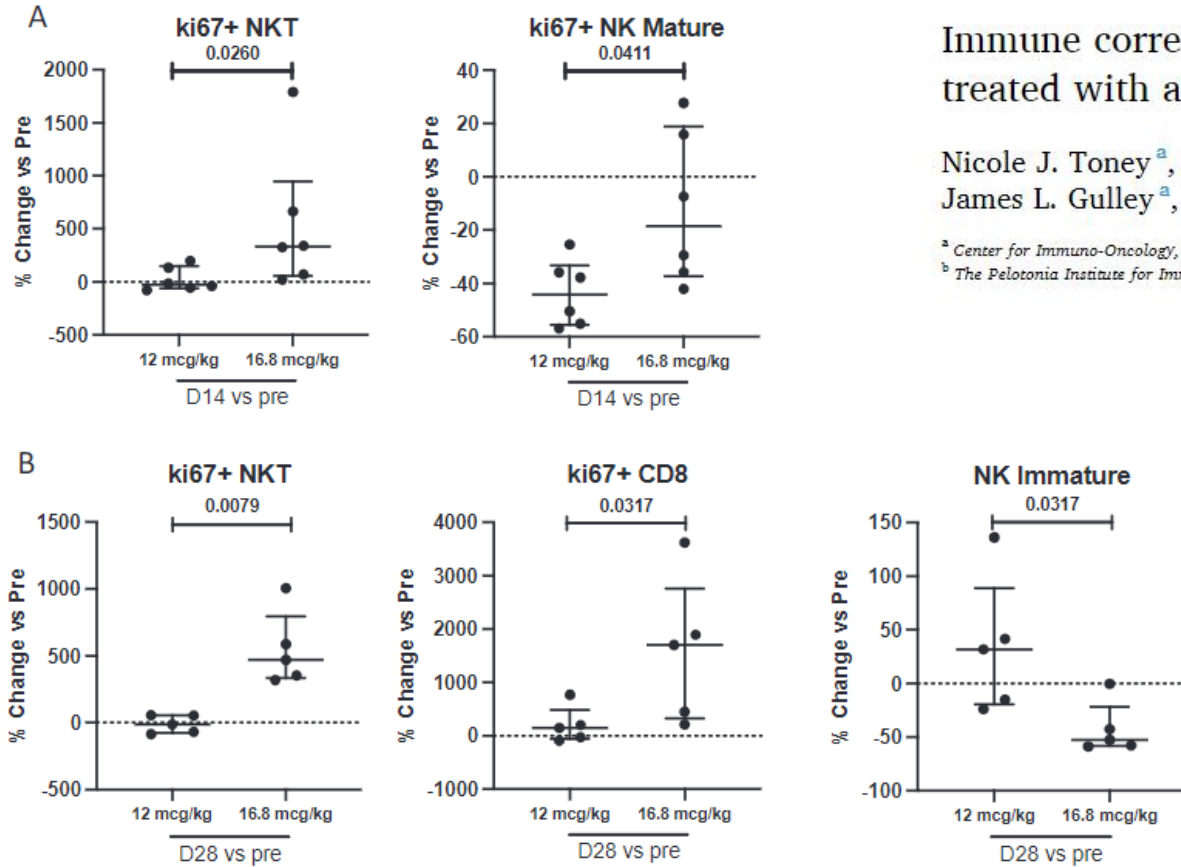 A
ki67+ NKT
0.0260
% Change vs Pre
2000
1500
1000
500
0
-500
12 mcg/kg 16.8 mcg/kg
D14 vs pre
ki67+ NK Mature
0.0411
% Change vs Pre
40
20
0
-20
-40
-60
12 mcg/kg 16.8 mcg/kg
D14 vs pre
Immune corre
treated with a
Nicole J. Toney a,
James L. Gulley a,
a Center for Immuno-Oncology,
b The Pelotonia Institute for Imm
B
ki67+ NKT
0.0079
% Change vs Pre
1500
1000
500
0
-500
12 mcg/kg 16.8 mcg/kg
D28 vs pre
ki67+ CD8
0.0317
% Change vs Pre
4000
3000
2000
1000
0
-1000
12 mcg/kg 16.8 mcg/kg
D28 vs pre
NK Immature
0.0317
% Change vs Pre
150
100
50
0
-50
-100
12 mcg/kg 16.8 mcg/kg
D28 vs pre